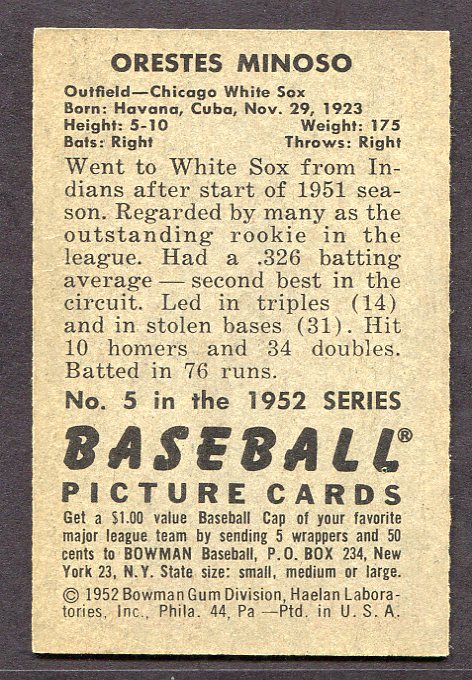 ORESTES MINOSO
Outfield—Chicago White Sox
Born: Havana, Cuba, Nov. 29, 1923
Height: 5-10 Weight: 175
Bats: Right Throws: Right
Went to White Sox from In-
dians after start of 1951 sea-
son. Regarded by many as the
outstanding rookie in the
league. Had a .326 batting
average — second best in the
circuit. Led in triples (14)
and in stolen bases (31). Hit
10 homers and 34 doubles.
Batted in 76 runs.
No. 5 in the 1952 SERIES
BASEBALL®
PICTURE CARDS
Get a $1.00 value Baseball Cap of your favorite
major league team by sending 5 wrappers and 50
cents to BOWMAN Baseball, P.O. BOX 234, New
York 23, N.Y. State size: small, medium or large.
© 1952 Bowman Gum Division, Haelan Labora-
tories, Inc., Phila. 44, Pa —Ptd. in U. S. A.